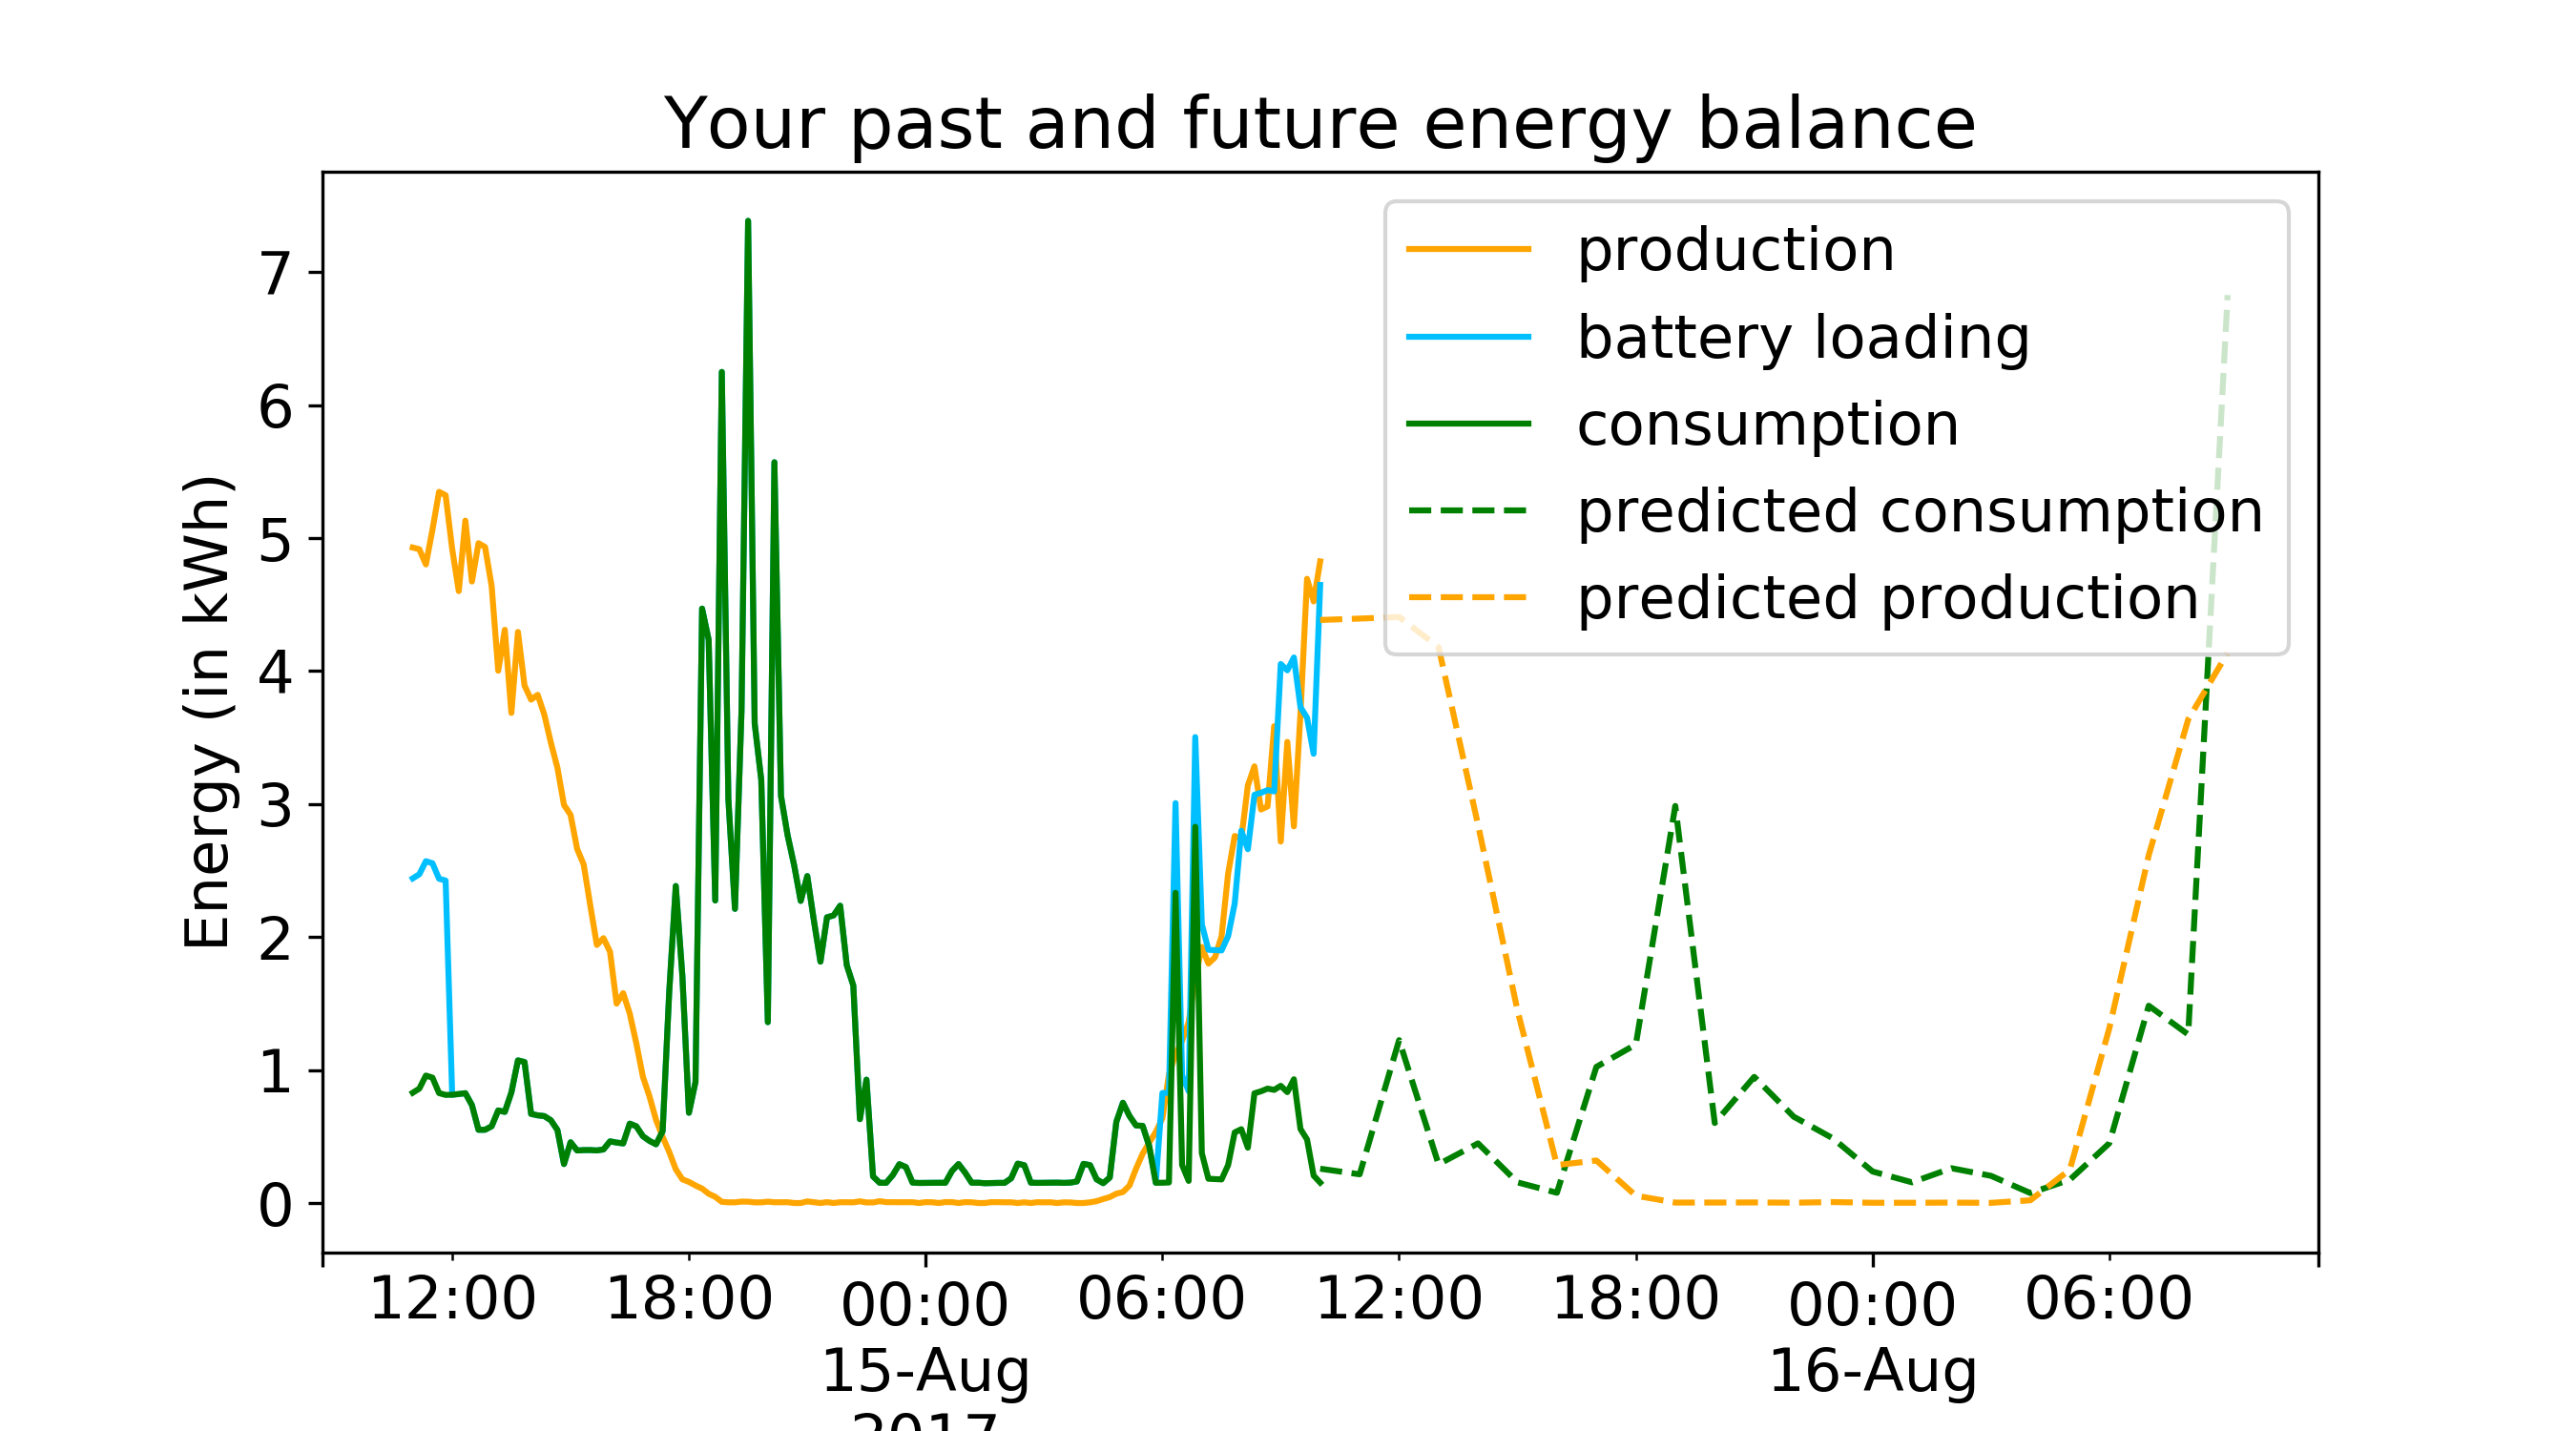 Your past and future energy balance
production
battery loading
consumption
predicted consumption
predicted production
Energy (in kWh)
7
6
5
4
3
2
1
0
12:00 18:00 00:00 06:00 12:00 18:00 00:00 06:00
15-Aug 16-Aug
2017